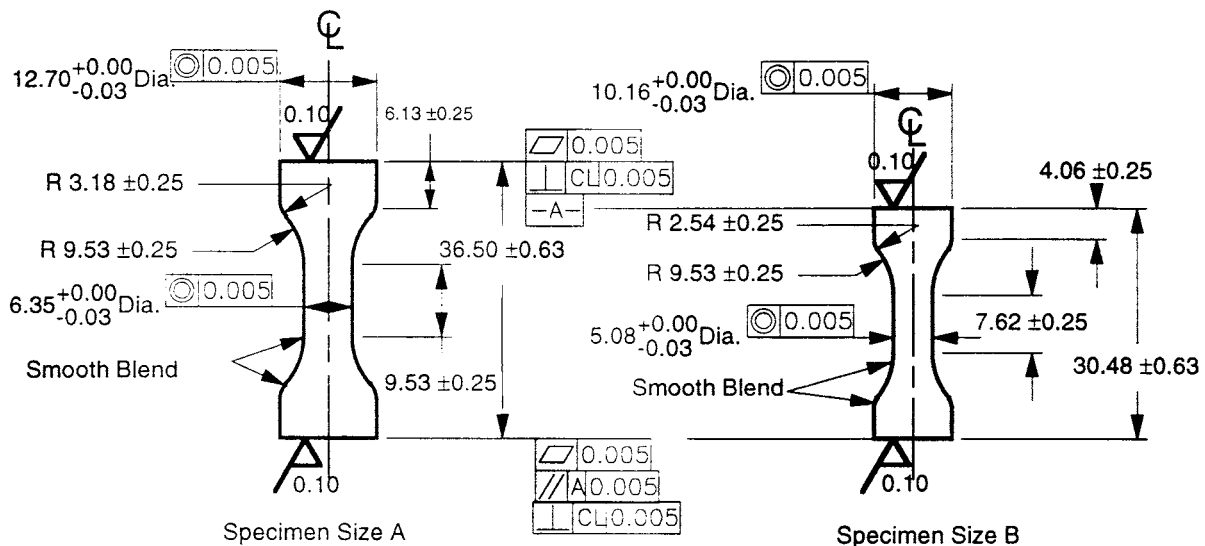 ℄
12.70 +0.00 -0.03 Dia. ◎ 0.005
0.10
6.13 ±0.25
R 3.18 ±0.25
R 9.53 ±0.25
36.50 ±0.63
6.35 +0.00 -0.03 Dia. ◎ 0.005
Smooth Blend
9.53 ±0.25
0.10
Specimen Size A
⏥ 0.005
⊥ CL 0.005
-A-
⏥ 0.005
// A 0.005
⊥ CL 0.005
10.16 +0.00 -0.03 Dia. ◎ 0.005
℄
0.10
4.06 ±0.25
R 2.54 ±0.25
R 9.53 ±0.25
5.08 +0.00 -0.03 Dia. ◎ 0.005
7.62 ±0.25
30.48 ±0.63
Smooth Blend
0.10
Specimen Size B